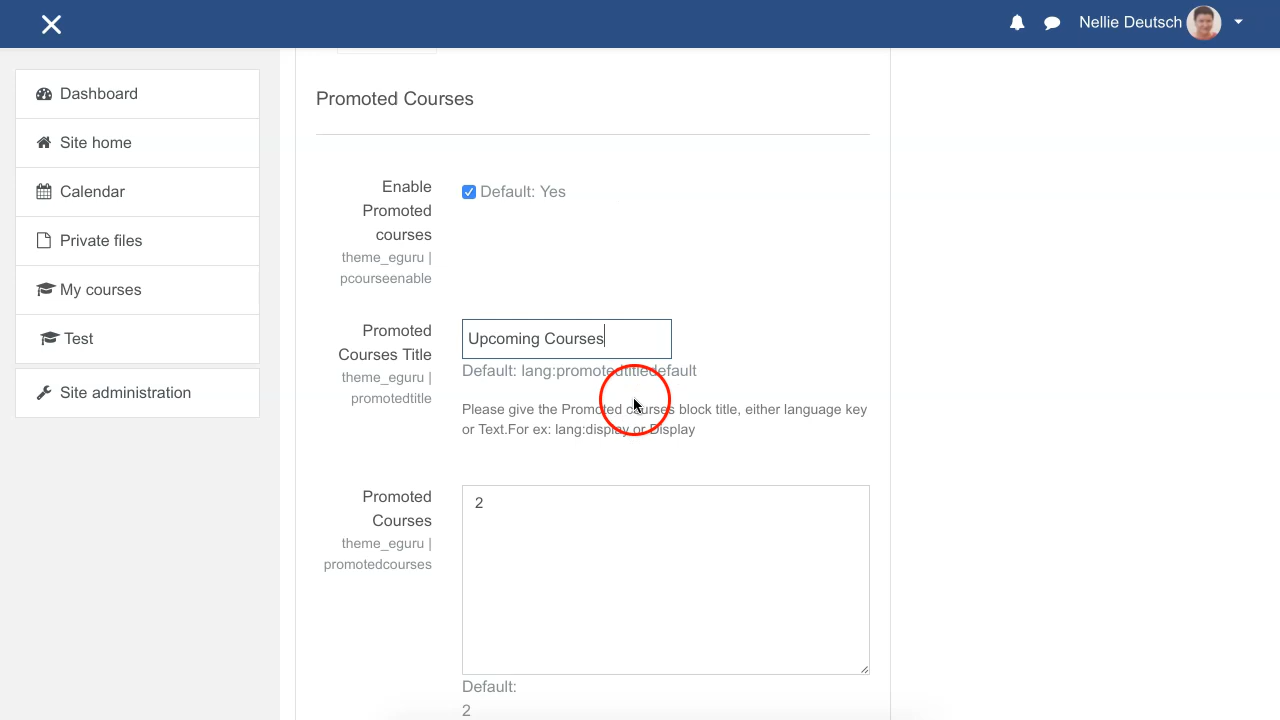 Nellie Deutsch
Dashboard
Site home
Calendar
Private files
My courses
Test
Site administration
Promoted Courses
Enable
Promoted
courses
theme_eguru |
pcourseenable
Default: Yes
Promoted
Courses Title
theme_eguru |
promotedtitle
Upcoming Courses
Default: lang:promotedtitledefault
Please give the Promoted courses block title, either language key
or Text.For ex: lang:display or Display
Promoted
Courses
theme_eguru |
promotedcourses
2
Default:
2